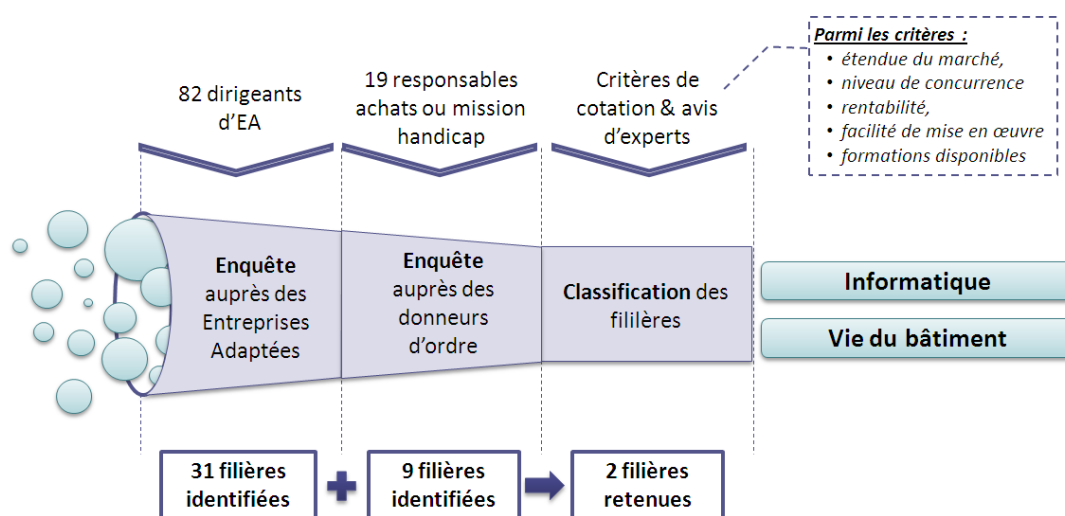 82 dirigeants
d'EA
19 responsables
achats ou mission
handicap
Critères de
cotation & avis
d'experts
Parmi les critères :
• étendue du marché,
• niveau de concurrence
• rentabilité,
• facilité de mise en œuvre
• formations disponibles
Enquête
auprès des
Entreprises
Adaptées
Enquête
auprès des
donneurs
d'ordre
Classification des
fililères
Informatique
Vie du bâtiment
31 filières
identifiées
9 filières
identifiées
2 filières
retenues